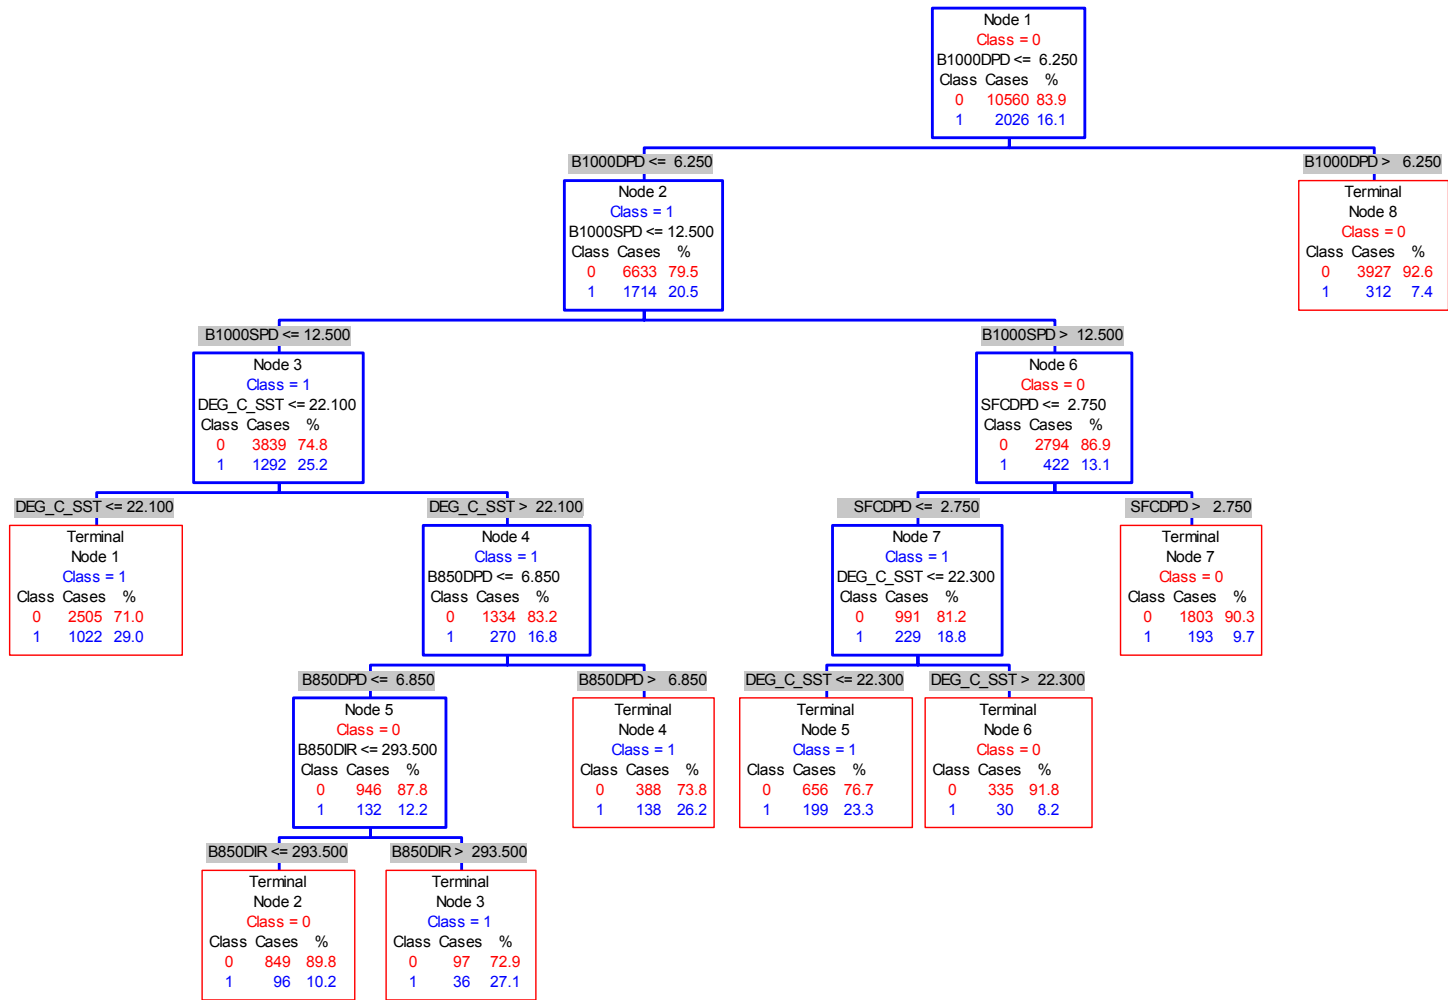 Node 1
Class = 0
B1000DPD <= 6.250
Class Cases %
0 10560 83.9
1 2026 16.1
B1000DPD <= 6.250
B1000DPD > 6.250
Node 2
Class = 1
B1000SPD <= 12.500
Class Cases %
0 6633 79.5
1 1714 20.5
Terminal
Node 8
Class = 0
Class Cases %
0 3927 92.6
1 312 7.4
B1000SPD <= 12.500
B1000SPD > 12.500
Node 3
Class = 1
DEG_C_SST <= 22.100
Class Cases %
0 3839 74.8
1 1292 25.2
Node 6
Class = 0
SFCDPD <= 2.750
Class Cases %
0 2794 86.9
1 422 13.1
DEG_C_SST <= 22.100
DEG_C_SST > 22.100
SFCDPD <= 2.750
SFCDPD > 2.750
Terminal
Node 1
Class = 1
Class Cases %
0 2505 71.0
1 1022 29.0
Node 4
Class = 1
B850DPD <= 6.850
Class Cases %
0 1334 83.2
1 270 16.8
Node 7
Class = 1
DEG_C_SST <= 22.300
Class Cases %
0 991 81.2
1 229 18.8
Terminal
Node 7
Class = 0
Class Cases %
0 1803 90.3
1 193 9.7
B850DPD <= 6.850
B850DPD > 6.850
DEG_C_SST <= 22.300
DEG_C_SST > 22.300
Node 5
Class = 0
B850DIR <= 293.500
Class Cases %
0 946 87.8
1 132 12.2
Terminal
Node 4
Class = 1
Class Cases %
0 388 73.8
1 138 26.2
Terminal
Node 5
Class = 1
Class Cases %
0 656 76.7
1 199 23.3
Terminal
Node 6
Class = 0
Class Cases %
0 335 91.8
1 30 8.2
B850DIR <= 293.500
B850DIR > 293.500
Terminal
Node 2
Class = 0
Class Cases %
0 849 89.8
1 96 10.2
Terminal
Node 3
Class = 1
Class Cases %
0 97 72.9
1 36 27.1